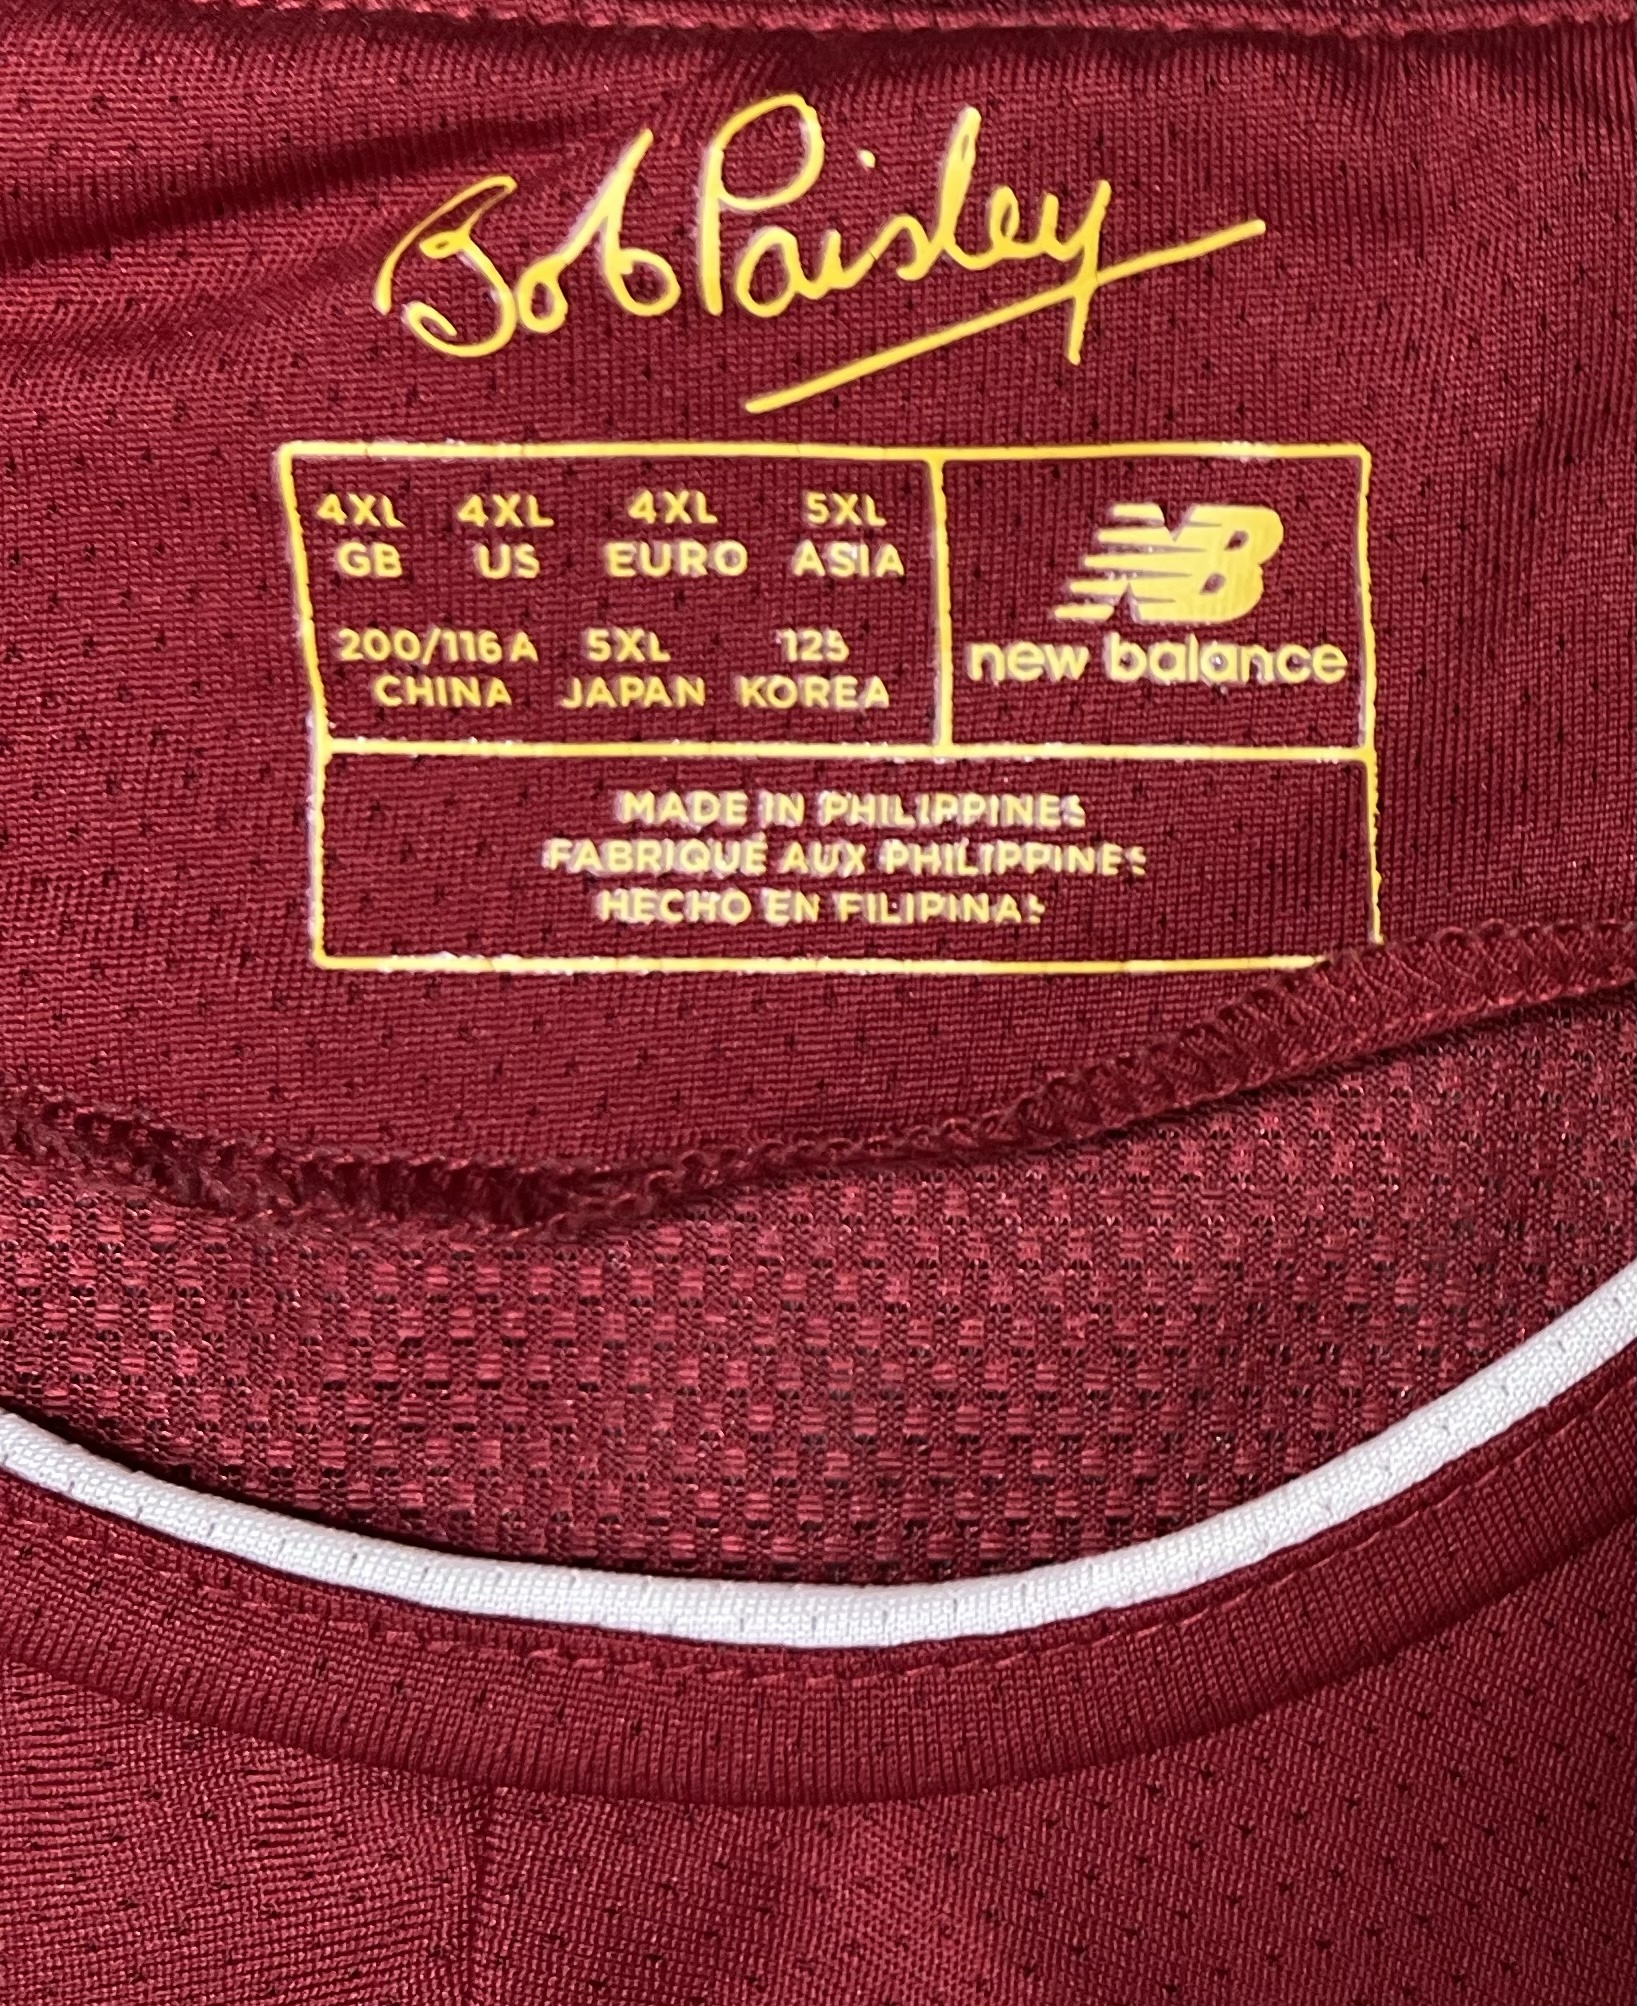 Bob Paisley
4XL 4XL 4XL 5XL
GB US EURO ASIA
200/116A 5XL 125
CHINA JAPAN KOREA
NB
new balance
MADE IN PHILIPPINES
FABRIQUÉ AUX PHILIPPINES
HECHO EN FILIPINAS